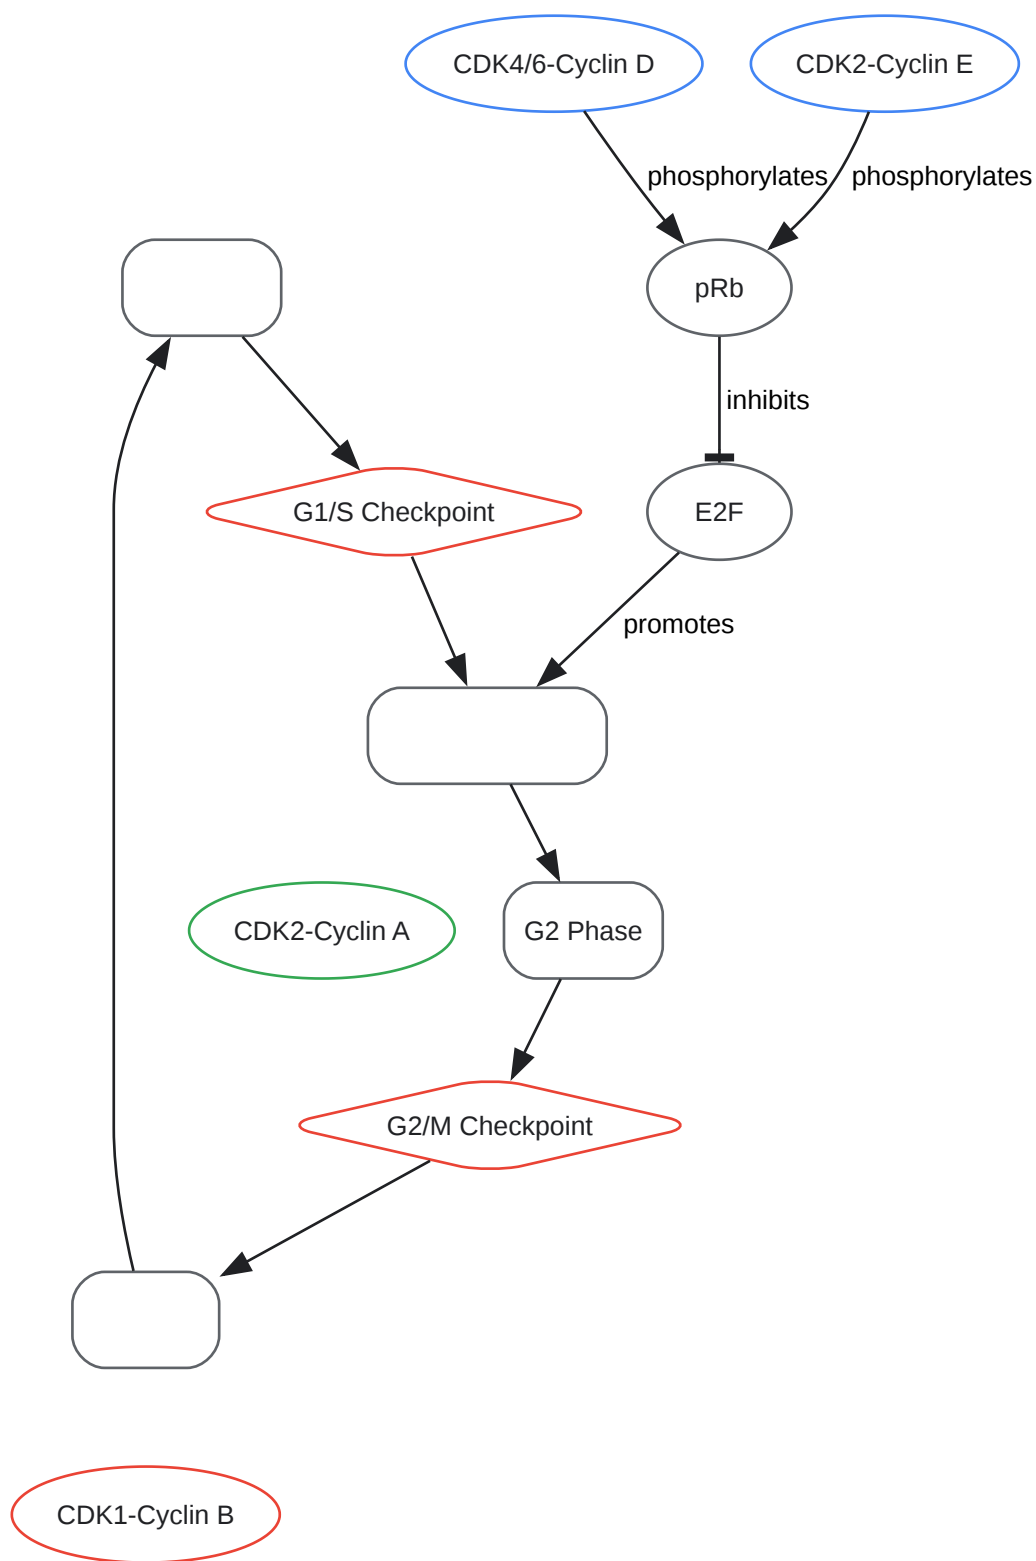 CDK4/6-Cyclin D
CDK2-Cyclin E
phosphorylates
phosphorylates
pRb
inhibits
G1/S Checkpoint
E2F
promotes
CDK2-Cyclin A
G2 Phase
G2/M Checkpoint
CDK1-Cyclin B